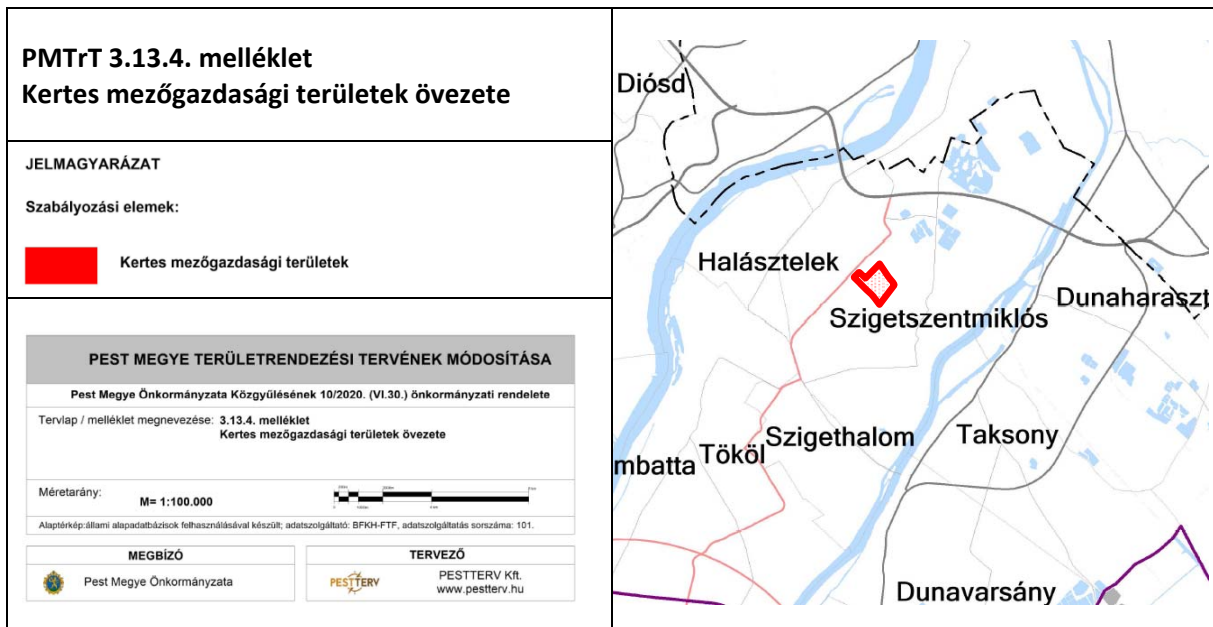 PMTrT 3.13.4. melléklet
Kertes mezőgazdasági területek övezete
JELMAGYARÁZAT
Szabályozási elemek:
Kertes mezőgazdasági területek
PEST MEGYE TERÜLETRENDEZÉSI TERVÉNEK MÓDOSÍTÁSA
Pest Megye Önkormányzata Közgyűlésének 10/2020. (VI.30.) önkormányzati rendelete
Tervlap / melléklet megnevezése: 3.13.4. melléklet
Kertes mezőgazdasági területek övezete
Méretarány:
M= 1:100.000
Alaptérkép:állami alapadatbázisok felhasználásával készült; adatszolgáltató: BFKH-FTF, adatszolgáltatás sorszáma: 101.
MEGBÍZÓ
Pest Megye Önkormányzata
TERVEZŐ
PESTTERV
PESTTERV Kft.
www.pestterv.hu
Diósd
Halásztelek
Szigetszentmiklós
Dunaharaszt
Szigethalom
Taksony
mbatta
Tököl
Dunavarsány